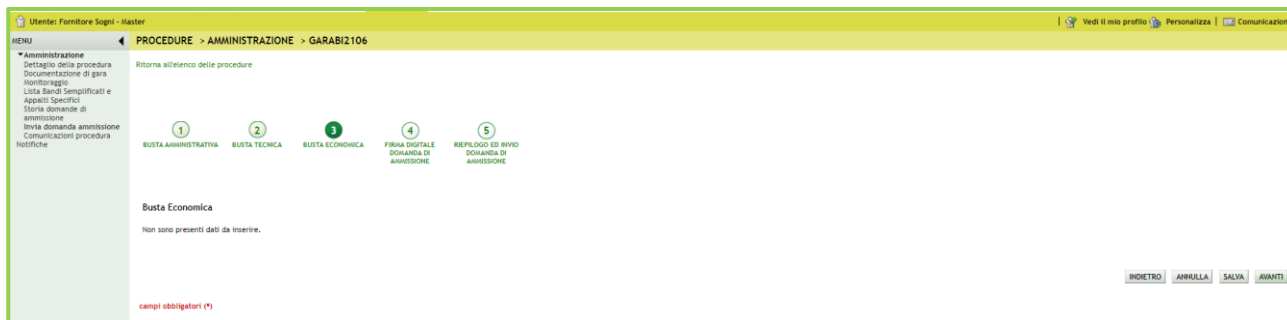 Utente: Fornitore Sogni - Master
Vedi il mio profilo Personalizza Comunicazion
MENU
PROCEDURE > AMMINISTRAZIONE > GARABI2106
Amministrazione
Dettaglio della procedura
Documentazione di gara
Monitoraggio
Lista Bandi Semplificati e
Appalti Specifici
Storia domande di
ammissione
Invia domanda ammissione
Comunicazioni procedura
Notifiche
Ritorna all'elenco delle procedure
1 2 3 4 5
BUSTA AMMINISTRATIVA BUSTA TECNICA BUSTA ECONOMICA FIRMA DIGITALE RIEPILOGO ED INVIO
DOMANDA DI DOMANDA DI
AMMISSIONE AMMISSIONE
Busta Economica
Non sono presenti dati da inserire.
INDIETRO ANNULLA SALVA AVANTI
campi obbligatori (*)